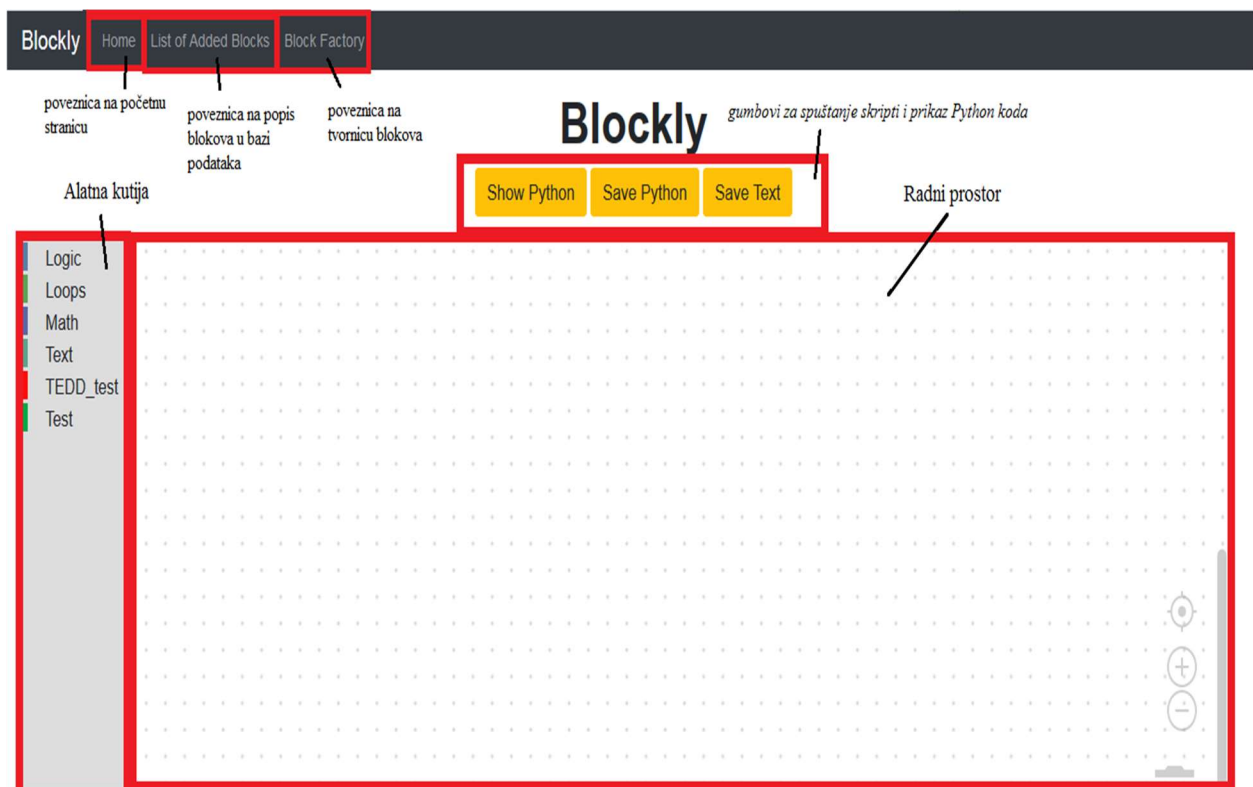 Blockly Home List of Added Blocks Block Factory
poveznica na početnu
stranicu
poveznica na popis
blokova u bazi
podataka
poveznica na
tvornicu blokova
Blockly
gumbovi za spuštanje skripti i prikaz Python koda
Show Python Save Python Save Text
Alatna kutija
Radni prostor
Logic
Loops
Math
Text
TEDD_test
Test